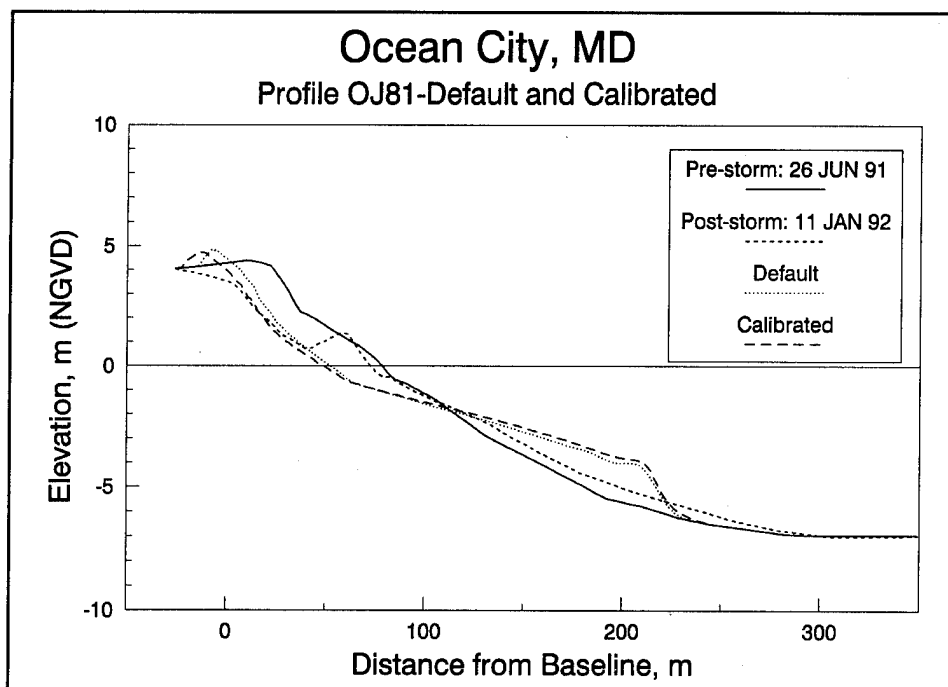 Ocean City, MD
Profile OJ81-Default and Calibrated
10
5
0
-5
-10
Elevation, m (NGVD)
Pre-storm: 26 JUN 91
Post-storm: 11 JAN 92
Default
Calibrated
0
100
200
300
Distance from Baseline, m